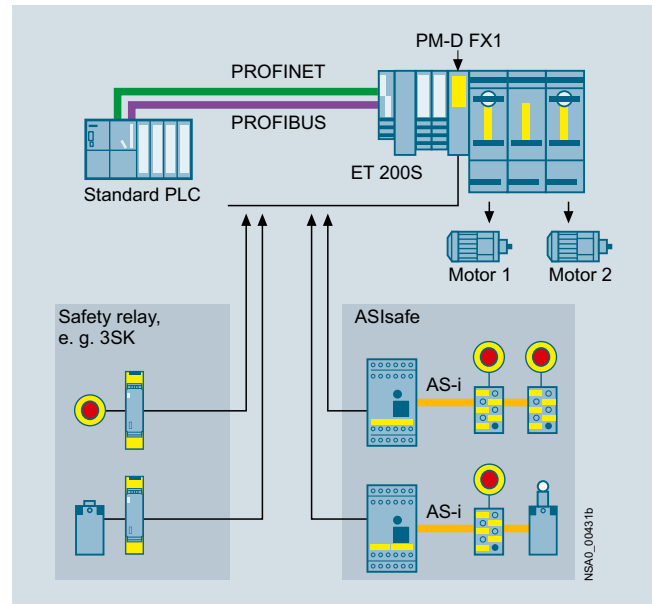 PM-D FX1
PROFINET
PROFIBUS
ET 200S
Standard PLC
Motor 1
Motor 2
Safety relay,
e. g. 3SK
ASIsafe
AS-i
AS-i
NSA0_00431b